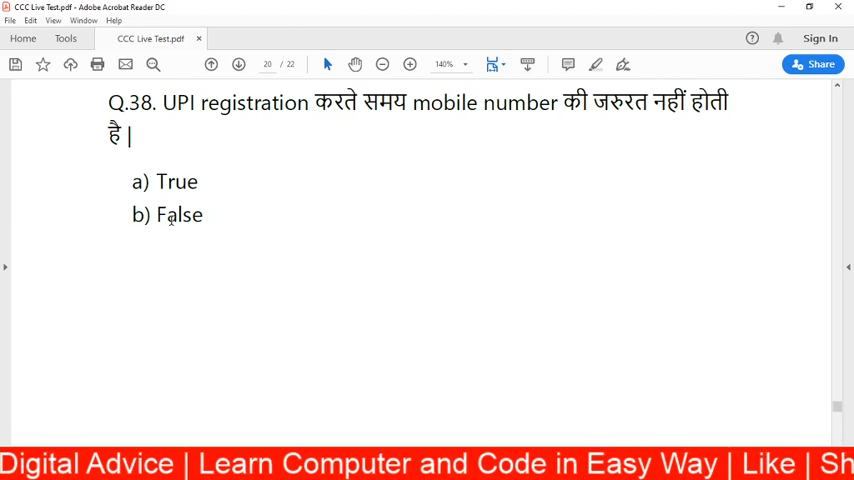 CCC Live Test.pdf - Adobe Acrobat Reader DC
File Edit View Window Help
Home Tools CCC Live Test.pdf × Sign In
20 / 22 140% Share
Q.38. UPI registration करते समय mobile number की जरुरत नहीं होती
है |
a) True
b) False
Digital Advice | Learn Computer and Code in Easy Way | Like | Sh